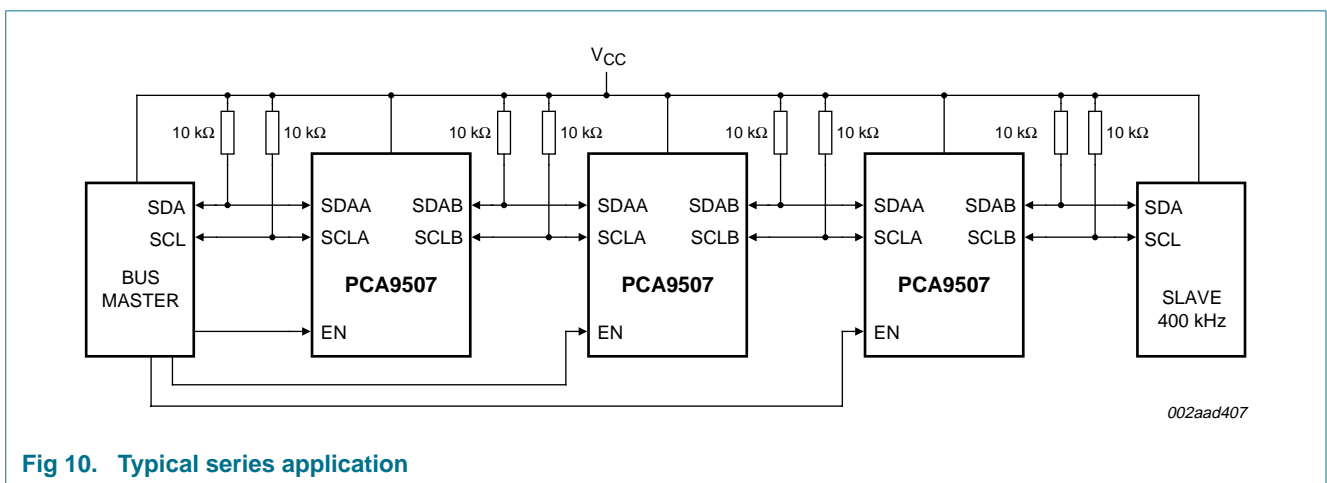 VCC
10 kΩ 10 kΩ 10 kΩ 10 kΩ 10 kΩ 10 kΩ 10 kΩ 10 kΩ
SDA SDAA SDAB SDAA SDAB SDAA SDAB SDA
SCL SCLA SCLB SCLA SCLB SCLA SCLB SCL
BUS
MASTER
PCA9507 PCA9507 PCA9507
SLAVE
400 kHz
EN EN EN
002aad407
Fig 10. Typical series application